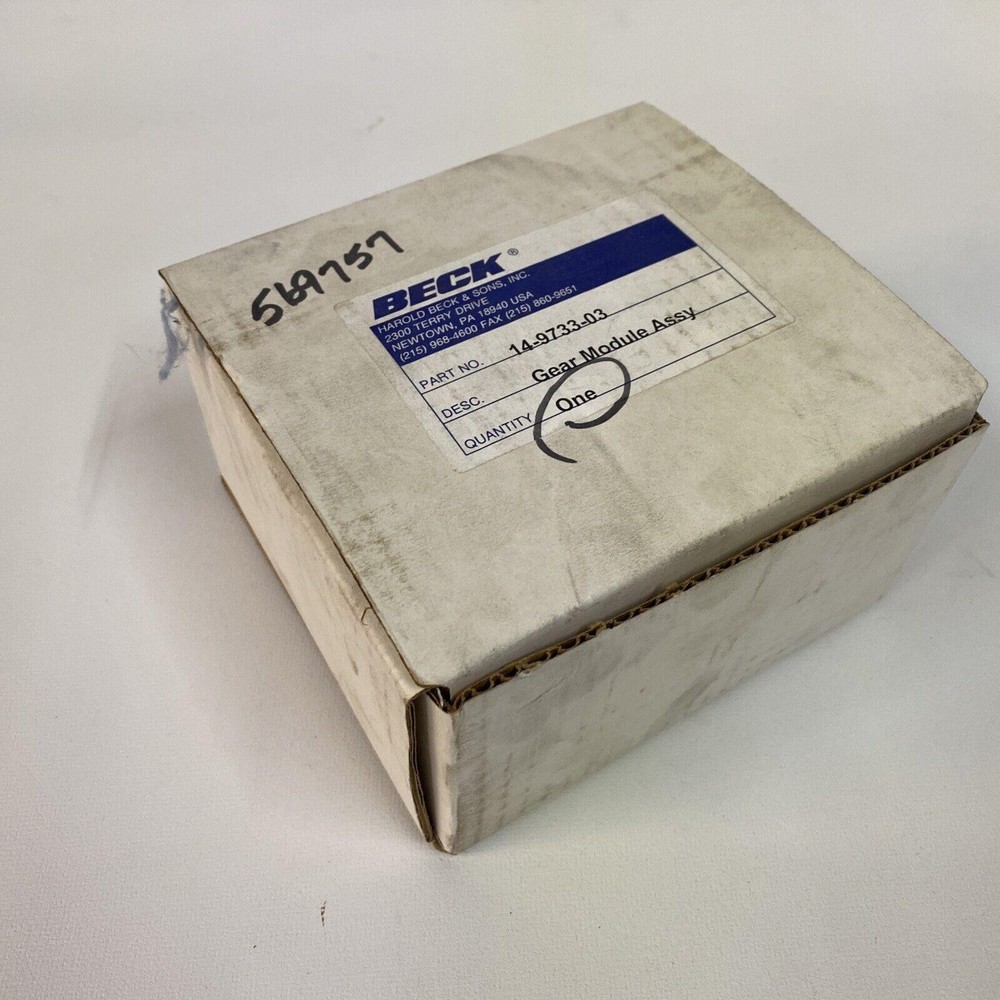 569757
BECK®
HAROLD BECK & SONS, INC.
2300 TERRY DRIVE
NEWTOWN, PA 18940 USA
(215) 968-4600 FAX (215) 860-9651
PART NO. 14-9733-03
DESC. Gear Module Assy
QUANTITY One